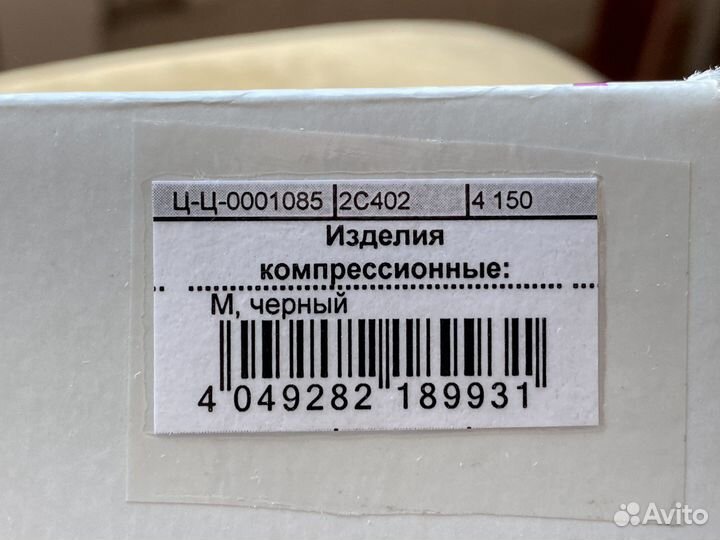 Ц-Ц-0001085 2С402 4 150
Изделия
компрессионные:
М, черный
4 049282 189931
Avito